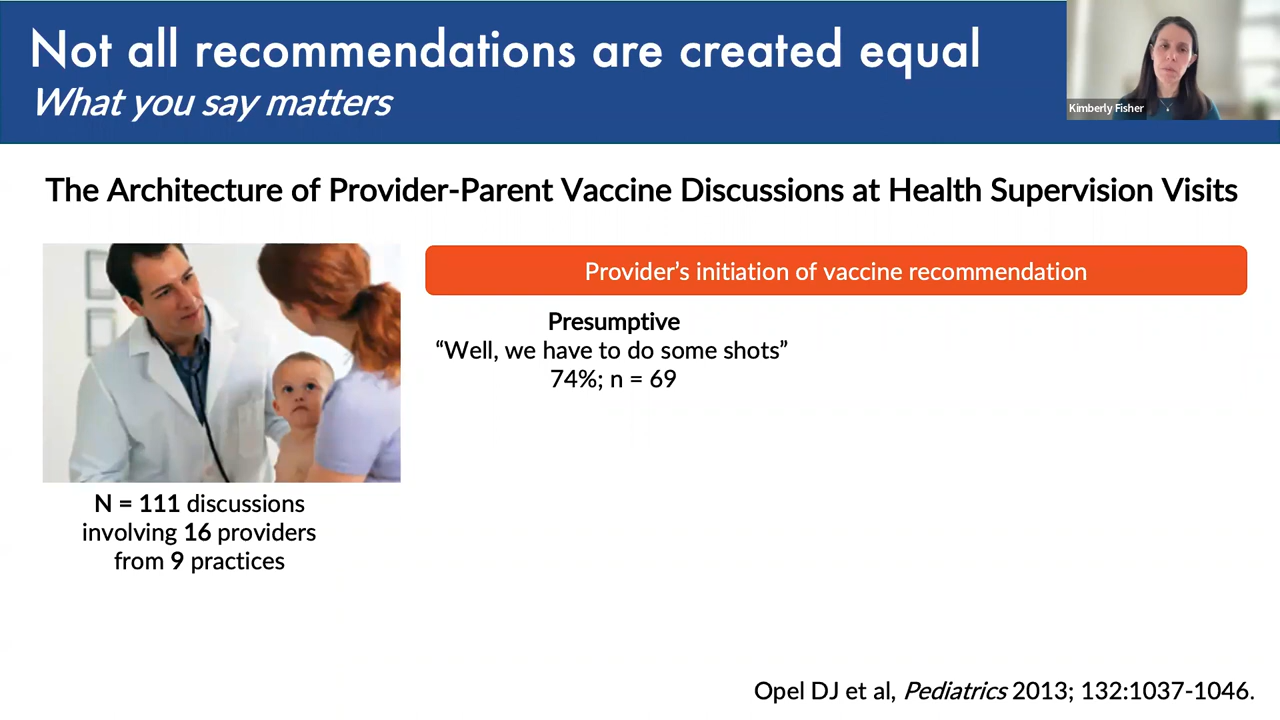 Not all recommendations are created equal
What you say matters
Kimberly Fisher
The Architecture of Provider-Parent Vaccine Discussions at Health Supervision Visits
Provider’s initiation of vaccine recommendation
Presumptive
“Well, we have to do some shots”
74%; n = 69
N = 111 discussions
involving 16 providers
from 9 practices
Opel DJ et al, Pediatrics 2013; 132:1037-1046.